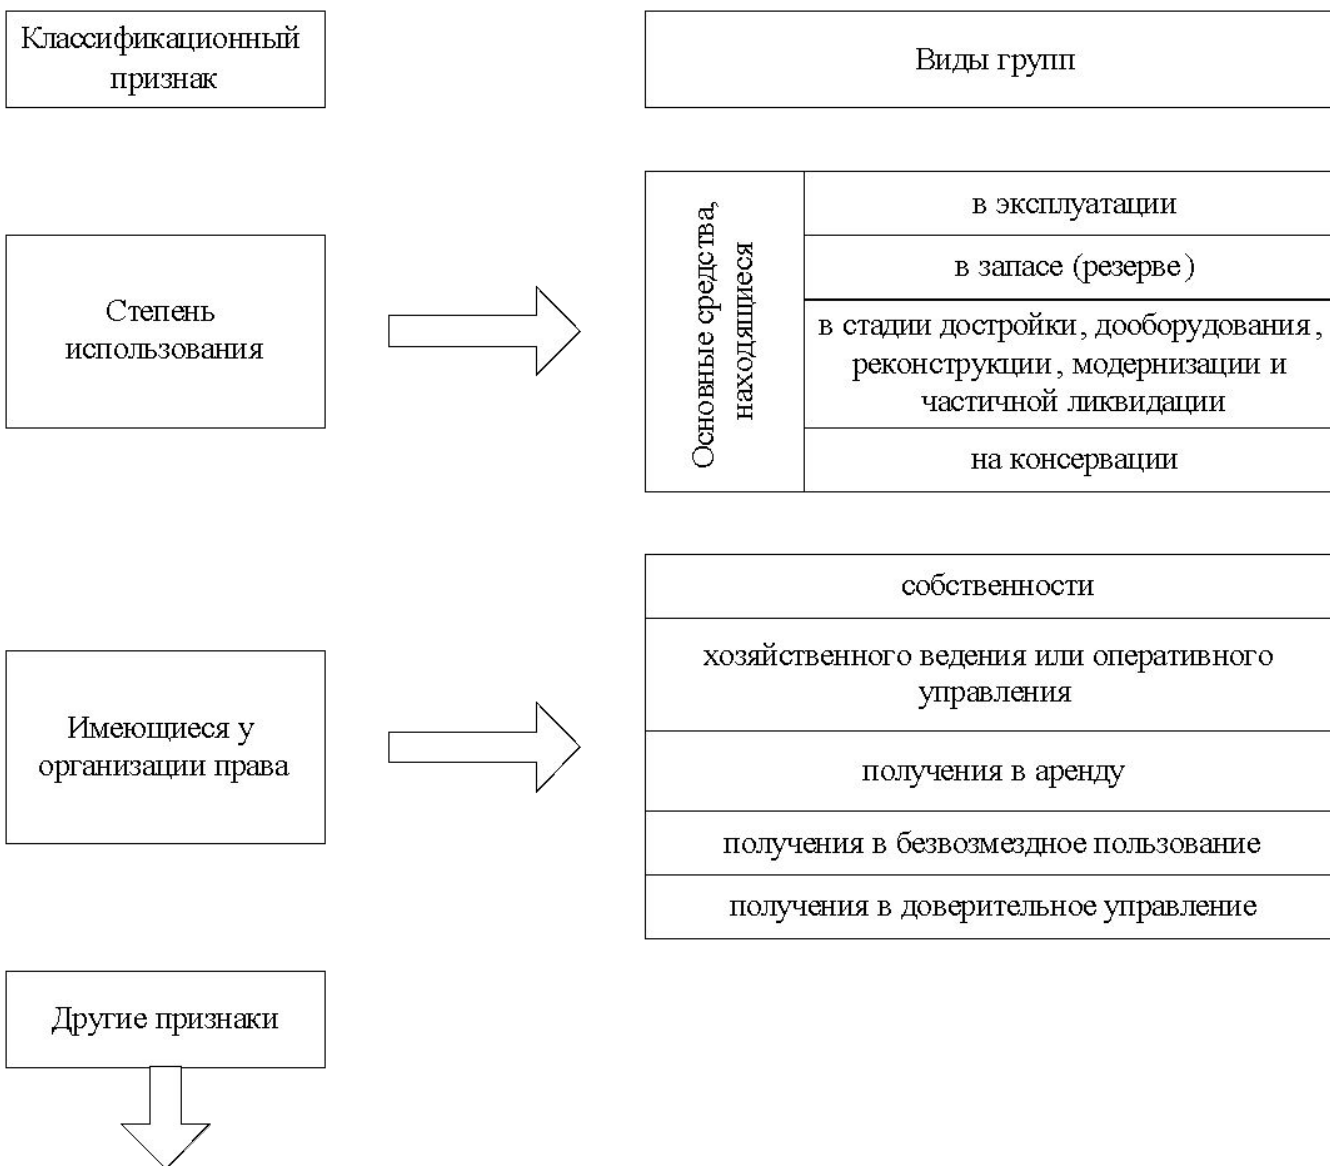 Классификационный
признак
Виды групп
Степень
использования
Основные средства,
находящиеся
в эксплуатации
в запасе (резерве)
в стадии достройки, дооборудования,
реконструкции, модернизации и
частичной ликвидации
на консервации
Имеющиеся у
организации права
собственности
хозяйственного ведения или оперативного
управления
получения в аренду
получения в безвозмездное пользование
получения в доверительное управление
Другие признаки